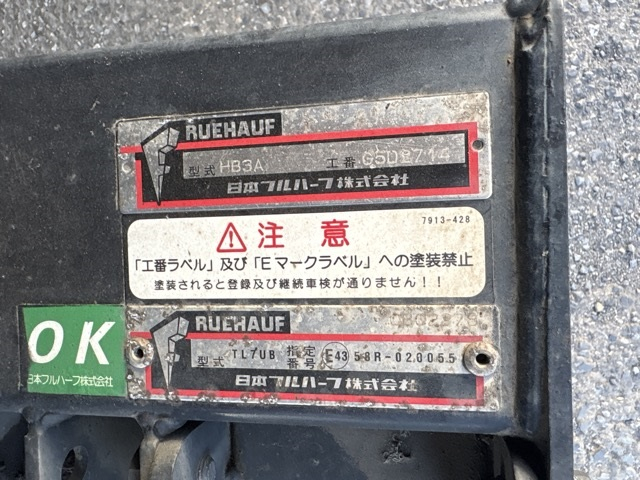 FRUEHAUF
型式 HB3A 工番 G5D2714
日本フルハーフ株式会社
7913-428
⚠注意
「工番ラベル」及び「Eマークラベル」への塗装禁止
塗装されると登録及び継続車検が通りません!!
FRUEHAUF
型式 TL7UB 指定番号 E43 58R-020055
日本フルハーフ株式会社
OK
日本フルハーフ株式会社